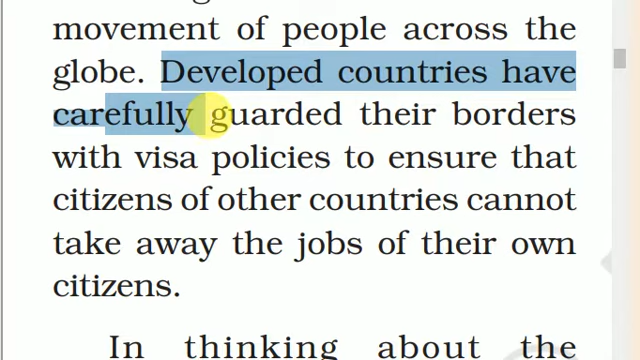 movement of people across the
globe. Developed countries have
carefully guarded their borders
with visa policies to ensure that
citizens of other countries cannot
take away the jobs of their own
citizens.
In thinking about the